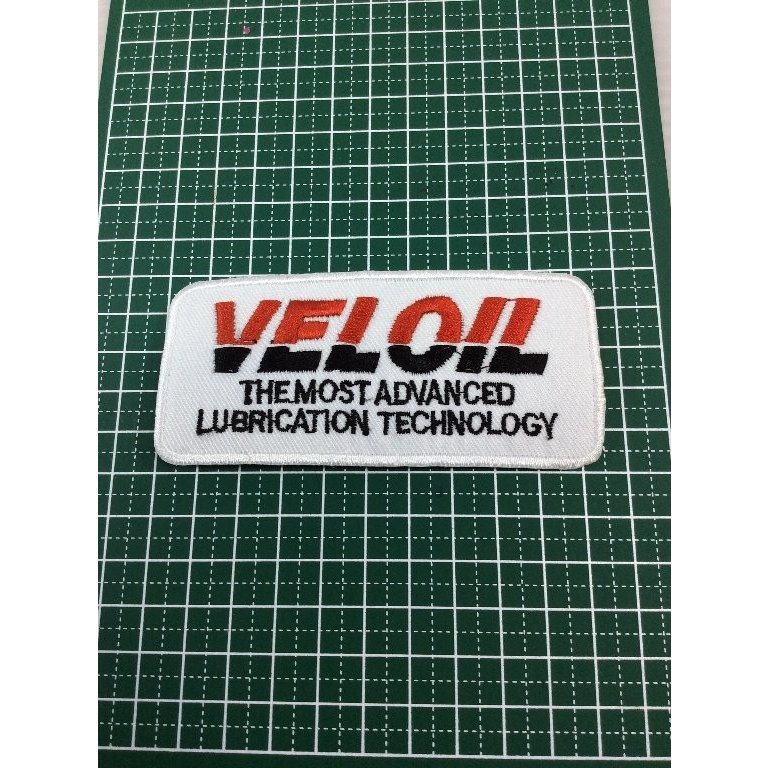 VELOIL
THE MOST ADVANCED
LUBRICATION TECHNOLOGY